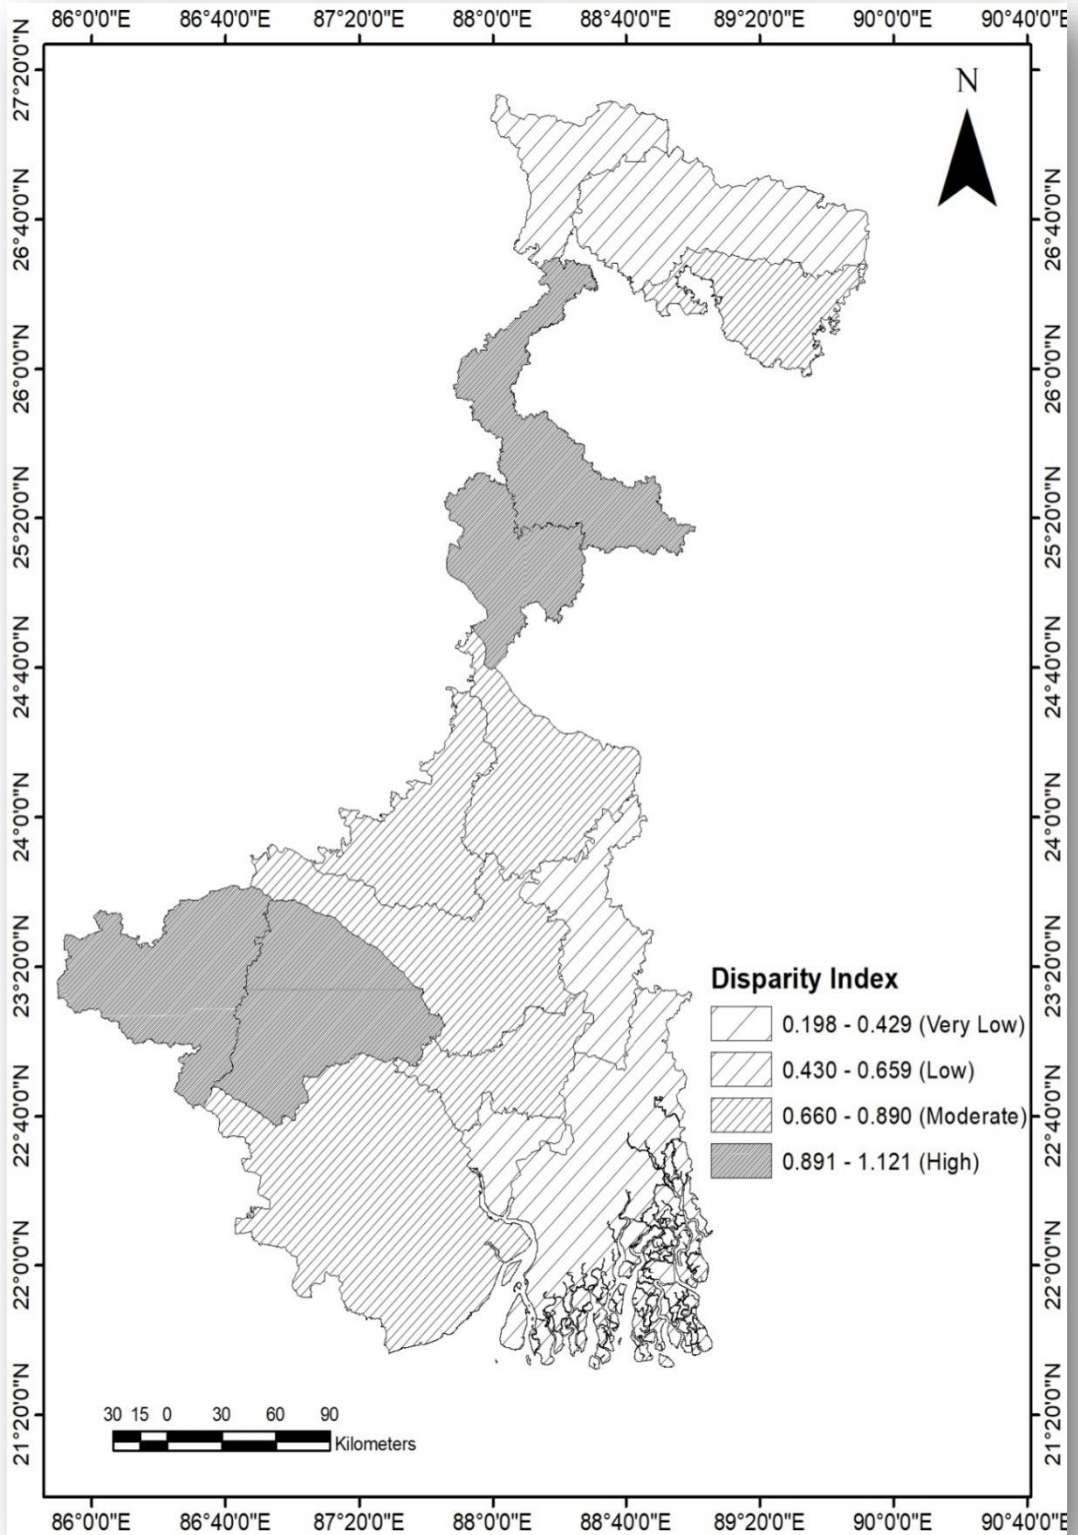 86°0'0"E 86°40'0"E 87°20'0"E 88°0'0"E 88°40'0"E 89°20'0"E 90°0'0"E 90°40'0"E
27°20'0"N
N
26°40'0"N 26°40'0"N
26°0'0"N 26°0'0"N
25°20'0"N 25°20'0"N
24°40'0"N 24°40'0"N
24°0'0"N 24°0'0"N
23°20'0"N 23°20'0"N
Disparity Index
0.198 - 0.429 (Very Low)
0.430 - 0.659 (Low)
0.660 - 0.890 (Moderate)
0.891 - 1.121 (High)
22°40'0"N 22°40'0"N
22°0'0"N 22°0'0"N
21°20'0"N 21°20'0"N
30 15 0 30 60 90
Kilometers
86°0'0"E 86°40'0"E 87°20'0"E 88°0'0"E 88°40'0"E 89°20'0"E 90°0'0"E 90°40'0"E